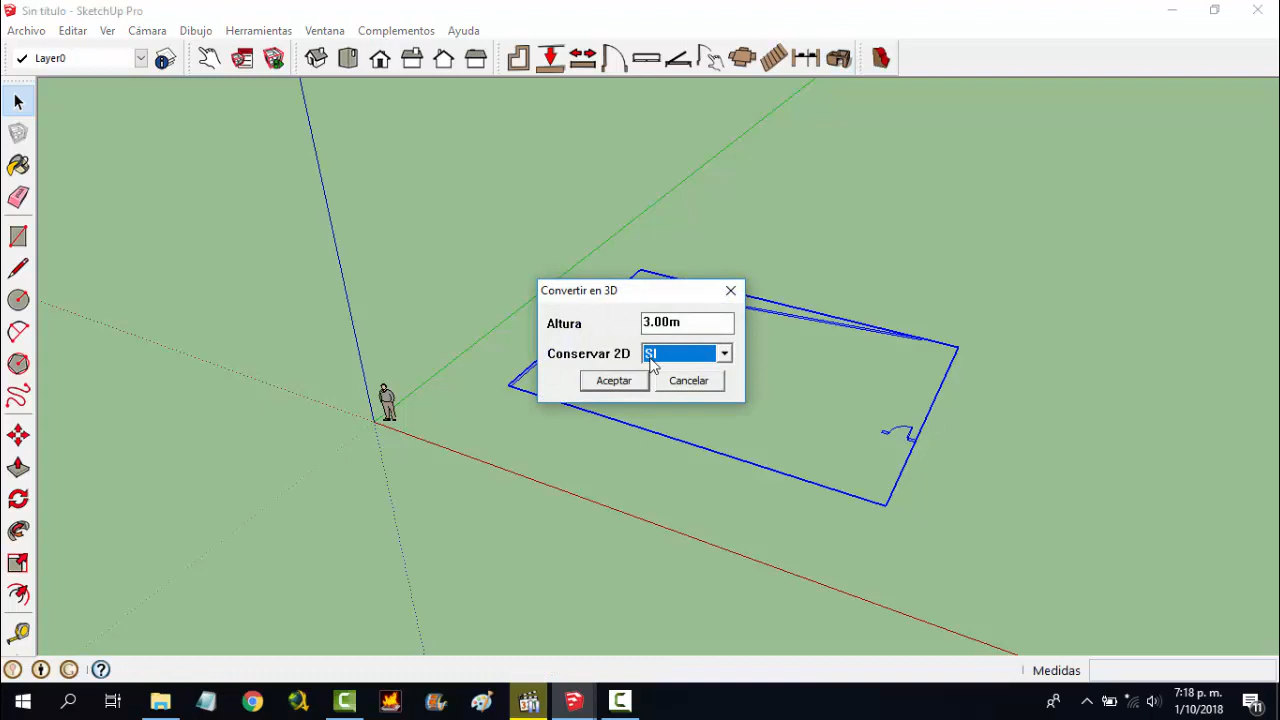 Sin título - SketchUp Pro
Archivo Editar Ver Cámara Dibujo Herramientas Ventana Complementos Ayuda
Layer0
Convertir en 3D
Altura 3.00m
Conservar 2D SI
Aceptar Cancelar
Medidas
7:18 p. m.
1/10/2018
11